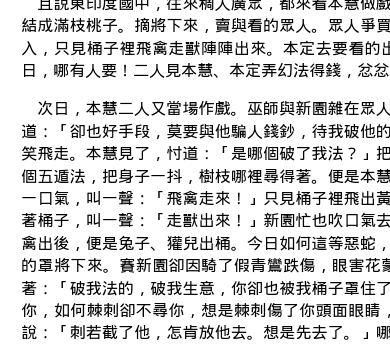 且說東印度國中，往來稠人廣眾，都來看本慧做戲
結成滿枝桃子。摘將下來，賣與看的眾人。眾人爭買
入，只見桶子裡飛禽走獸陣陣出來。本定去要看的出
日，哪有人要！二人見本慧、本定弄幻法得錢，忿忿
次日，本慧二人又當場作戲。巫師與新園雜在眾人
道：「卻也好手段，莫要與他騙人錢鈔，待我破他的
笑飛走。本慧見了，忖道：「是哪個破了我法？」把
個五遁法，把身子一抖，樹枝哪裡尋得著。便是本慧
一口氣，叫一聲：「飛禽走來！」只見桶子裡飛出黃
著桶子，叫一聲：「走獸出來！」新園忙也吹口氣去
禽出後，便是兔子、獾兒出桶。今日如何這等惡蛇，
的罩將下來。賽新園卻因騎了假青鸞跌傷，眼害花蒙
著：「破我法的，破我生意，你卻也被我桶子罩住了
你，如何棘刺卻不尋你，想是棘刺傷了你頭面眼睛，
說：「刺若截了他，怎肯放他去。想是先去了。」哪